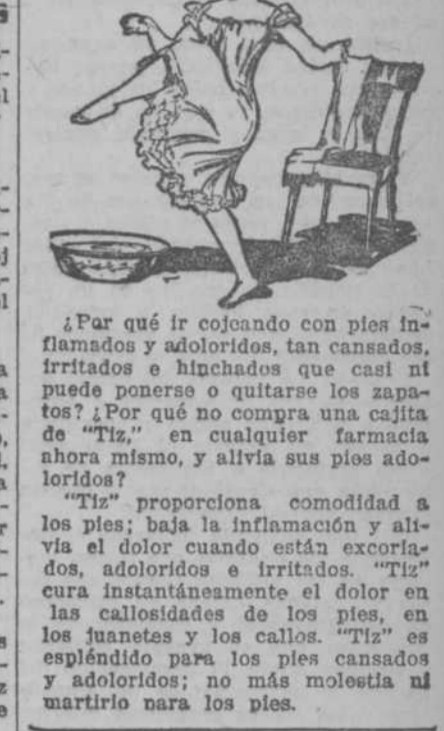 ¿Por qué ir cojeando con pies in-
flamados y adoloridos, tan cansados,
irritados e hinchados que casi ni
puede ponerse o quitarse los zapa-
tos? ¿Por qué no compra una cajita
de "Tiz," en cualquier farmacia
ahora mismo, y alivia sus pies ado-
loridos?
"Tiz" proporciona comodidad a
los pies; baja la inflamación y ali-
via el dolor cuando están excoria-
dos, adoloridos e irritados. "Tiz"
cura instantáneamente el dolor en
las callosidades de los pies, en
los juanetes y los callos. "Tiz" es
espléndido para los pies cansados
y adoloridos; no más molestia ni
martirio para los pies.